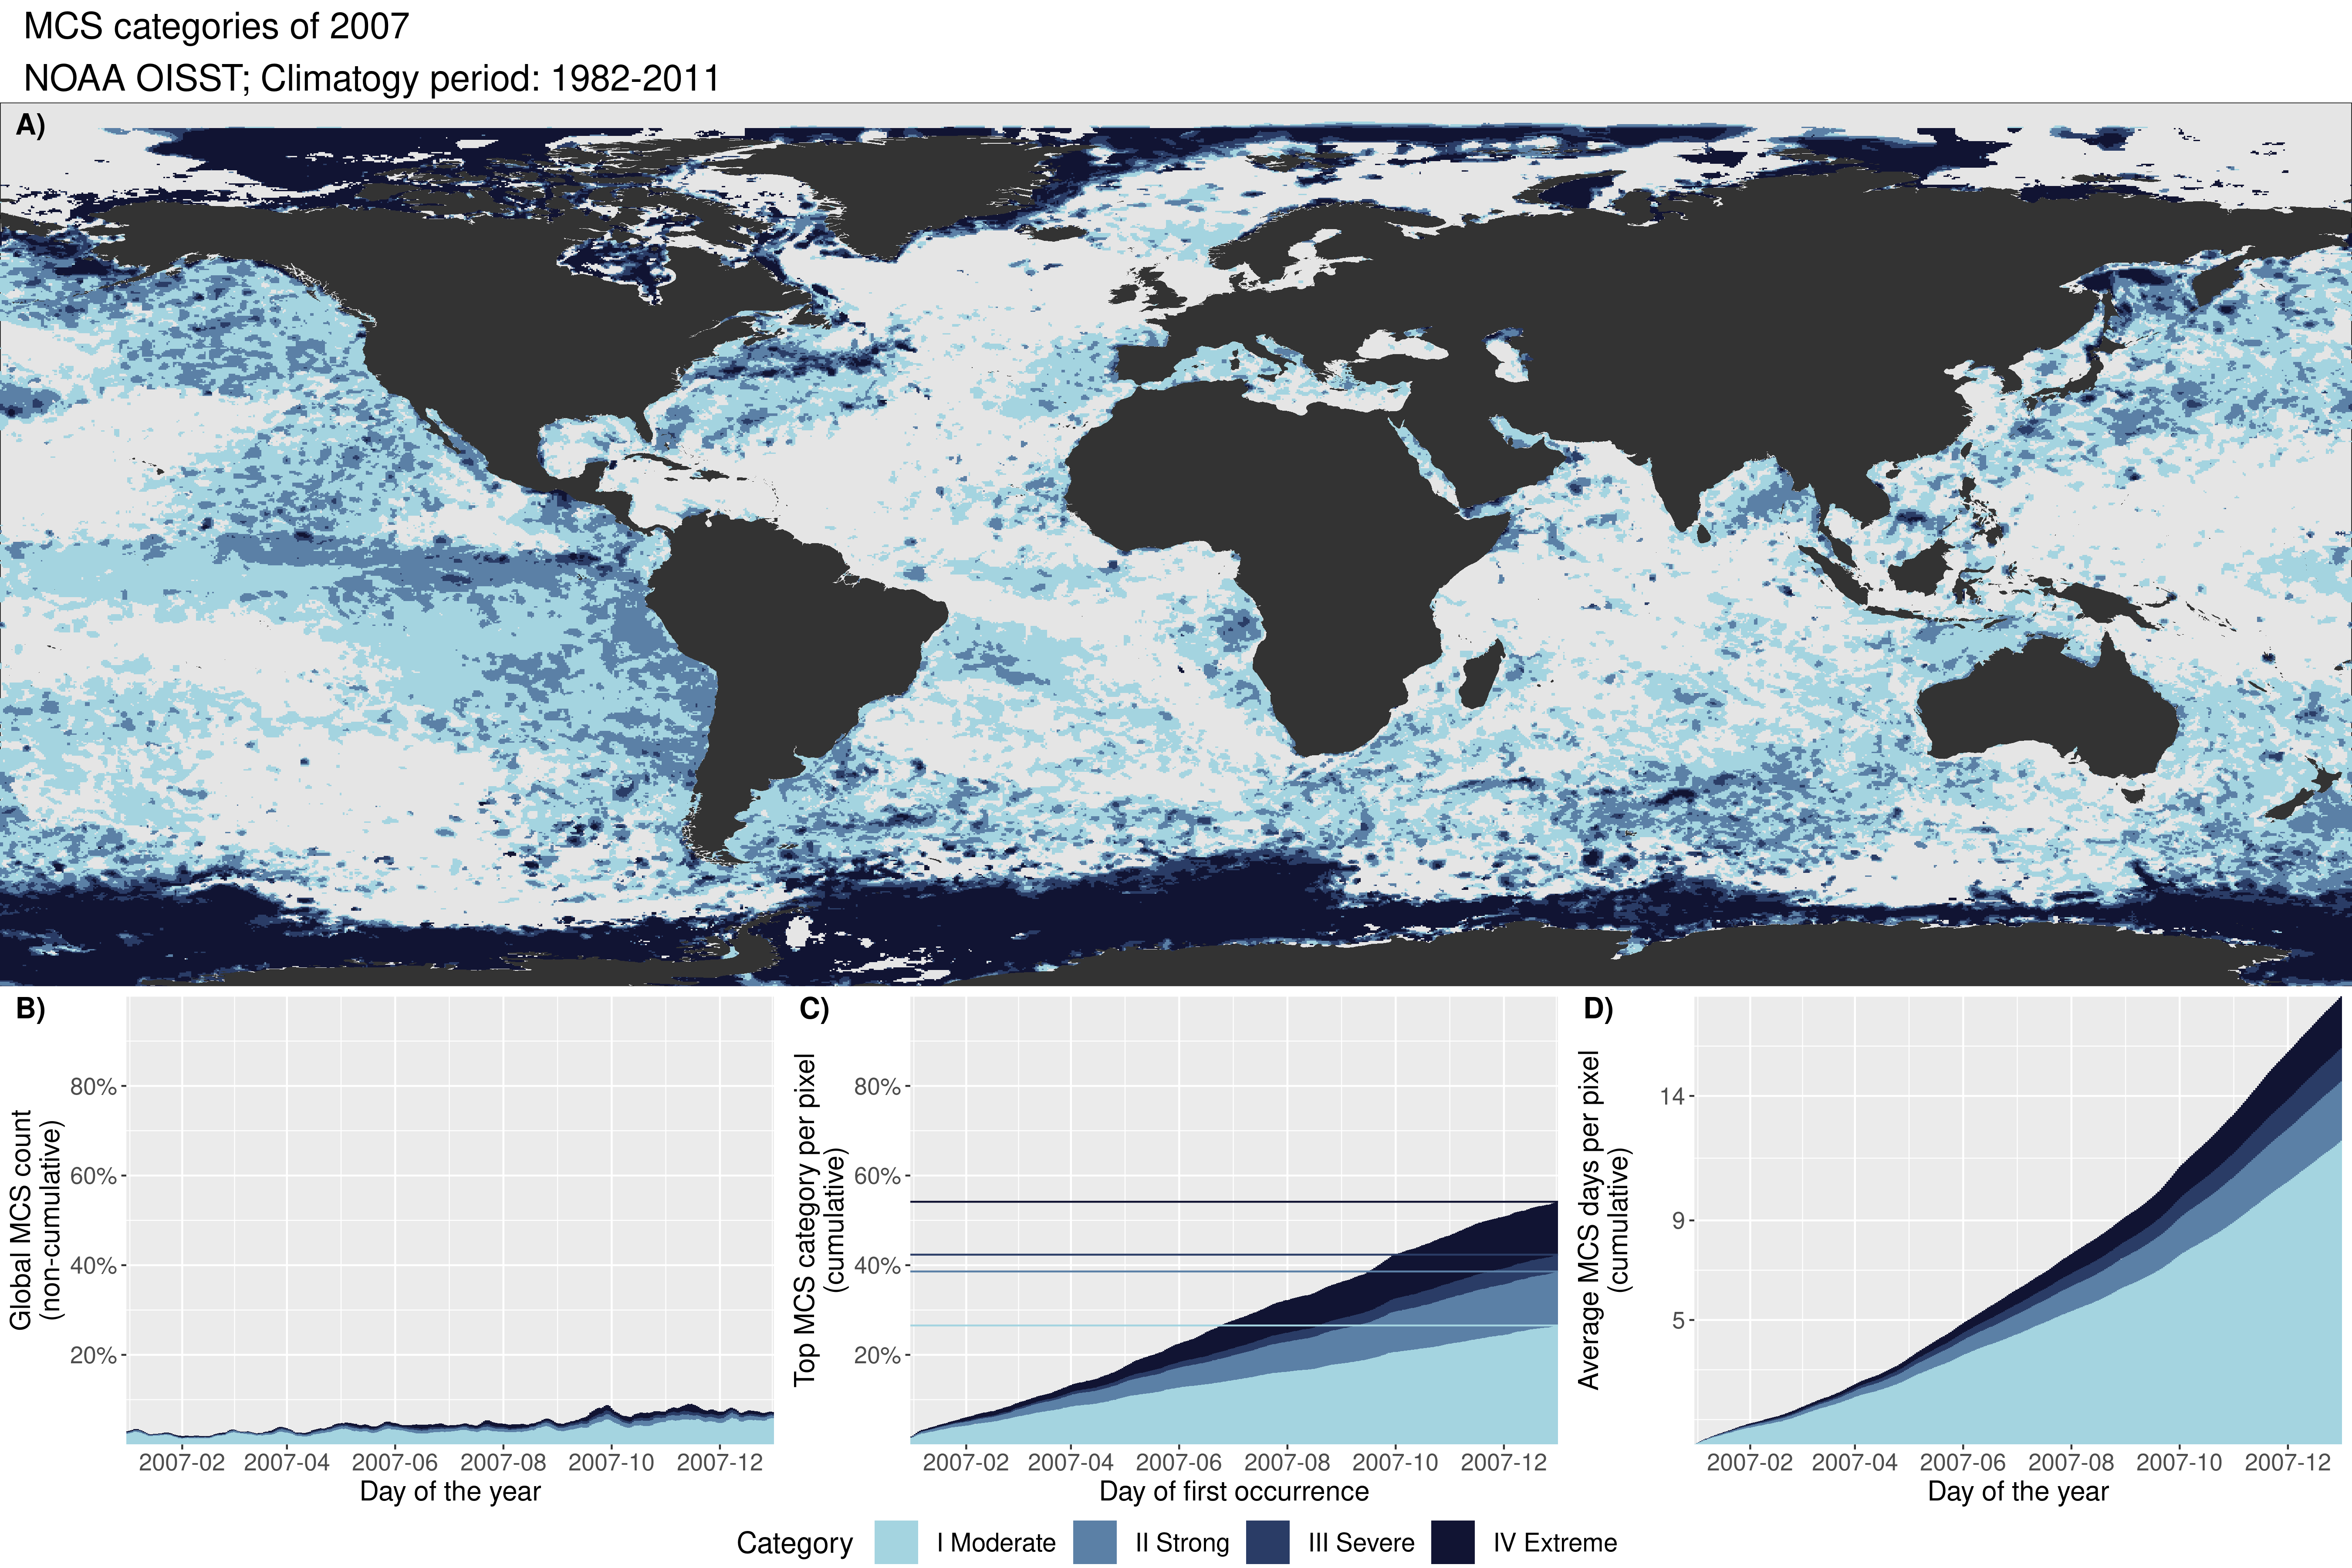 MCS categories of 2007
NOAA OISST; Climatogy period: 1982-2011
A)
B)
Global MCS count
(non-cumulative)
80%
60%
40%
20%
2007-02 2007-04 2007-06 2007-08 2007-10 2007-12
Day of the year
C)
Top MCS category per pixel
(cumulative)
80%
60%
40%
20%
2007-02 2007-04 2007-06 2007-08 2007-10 2007-12
Day of first occurrence
D)
Average MCS days per pixel
(cumulative)
14
9
5
2007-02 2007-04 2007-06 2007-08 2007-10 2007-12
Day of the year
Category I Moderate II Strong III Severe IV Extreme